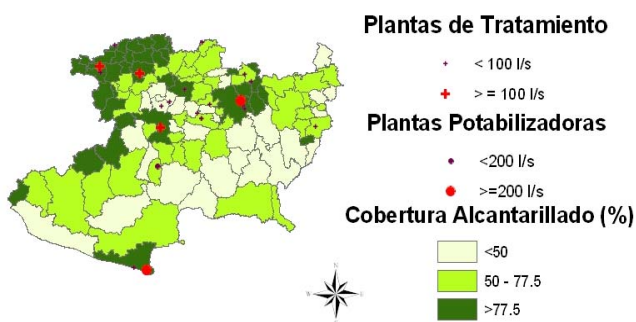 Plantas de Tratamiento
< 100 l/s
> = 100 l/s
Plantas Potabilizadoras
<200 l/s
>=200 l/s
Cobertura Alcantarillado (%)
<50
50 - 77.5
>77.5
N
W
E
S